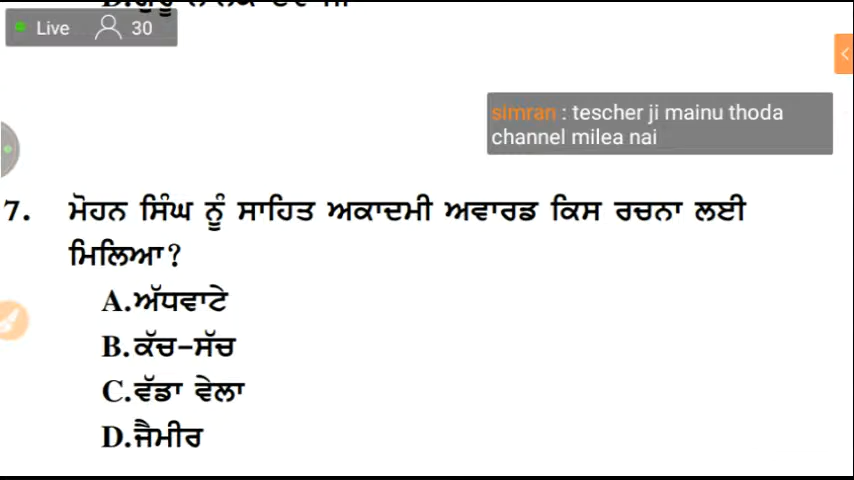 Live 30
simran : tescher ji mainu thoda
channel milea nai
7. ਮੋਹਨ ਸਿੰਘ ਨੂੰ ਸਾਹਿਤ ਅਕਾਦਮੀ ਅਵਾਰਡ ਕਿਸ ਰਚਨਾ ਲਈ
ਮਿਲਿਆ?
A.ਅੱਧਵਾਟੇ
B.ਕੱਚ-ਸੱਚ
C.ਵੱਡਾ ਵੇਲਾ
D.ਜੈਮੀਰ